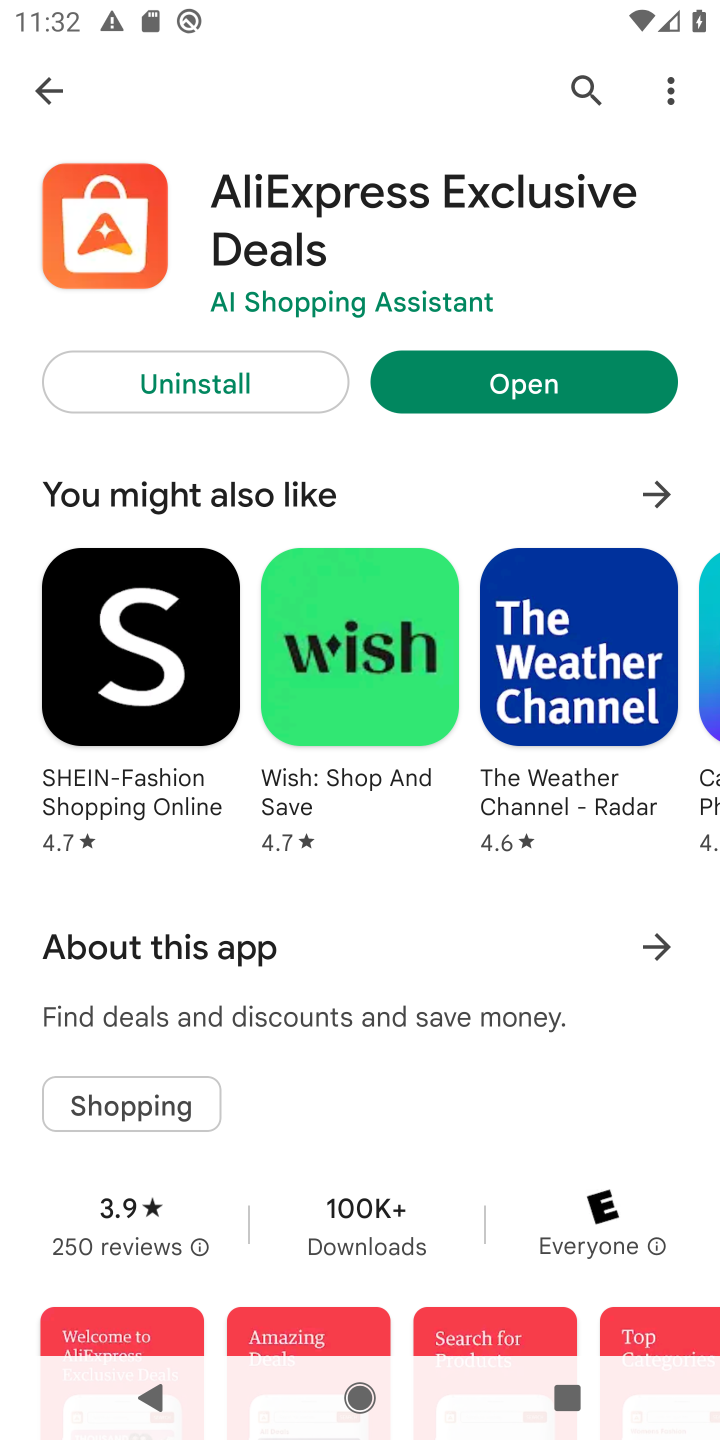 11:32
AliExpress Exclusive
Deals
AI Shopping Assistant
Uninstall
Open
You might also like
S
wish
The
Weather
Channel
SHEIN-Fashion
Shopping Online
4.7★
Wish: Shop And
Save
4.7★
The Weather
Channel - Radar
4.6★
Ca
Ph
4.
About this app
Find deals and discounts and save money.
Shopping
3.9★
250 reviews
100K+
Downloads
E
Everyone
Welcome to
AliExpress
Exclusive Deals
Amazing
Deals
Search for
Products
Top
Categories